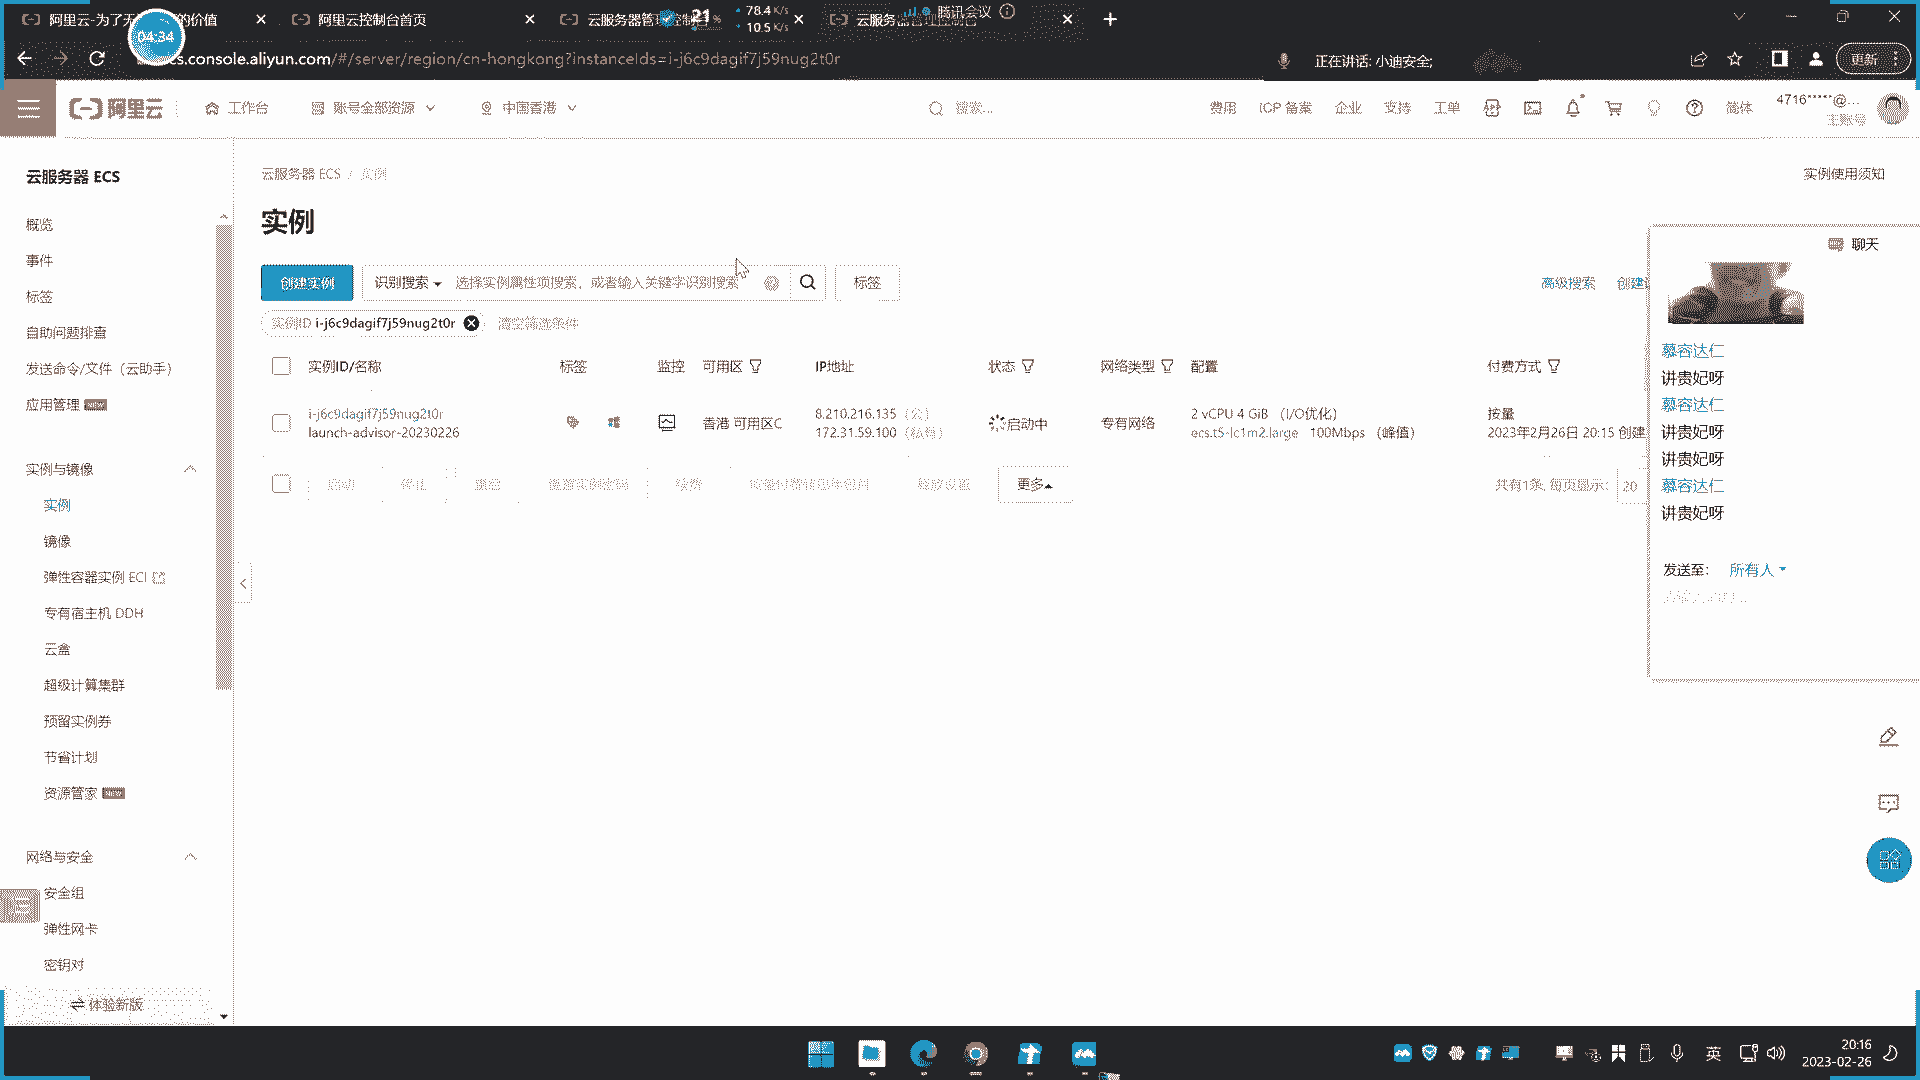 阿里云-为了无
的价值
阿里云控制台首页
云服务器管理控制台
云服务器管理控制台
21
78.4 K/s
10.5 K/s
腾讯会议
04:34
cs.console.aliyun.com/#/server/region/cn-hongkong?instanceIds=i-j6c9dagif7j59nug2t0r
正在讲话: 小迪安全;
更新
阿里云
工作台
账号全部资源
中国香港
搜索...
费用
ICP 备案
企业
支持
工单
简体
4716*****@...
主账号
云服务器 ECS
概览
事件
标签
自助问题排查
发送命令/文件（云助手）
应用管理 NEW
实例与镜像
实例
镜像
弹性容器实例 ECI
专有宿主机 DDH
云盒
超级计算集群
预留实例券
节省计划
资源管家 NEW
网络与安全
安全组
弹性网卡
密钥对
体验新版
云服务器 ECS / 实例
实例使用须知
实例
创建实例
识别搜索
选择实例属性项搜索，或者输入关键字识别搜索
标签
高级搜索
实例ID i-j6c9dagif7j59nug2t0r
清空筛选条件
实例ID/名称
标签
监控
可用区
IP地址
状态
网络类型
配置
付费方式
i-j6c9dagif7j59nug2t0r
launch-advisor-20230226
香港 可用区C
8.210.216.135（公）
172.31.59.100（私有）
启动中
专有网络
2 vCPU 4 GiB （I/O优化）
ecs.t5-lc1m2.large 100Mbps （峰值）
按量
2023年2月26日 20:15 创建
启动
停止
重启
重置实例密码
续费
按量付费转包年包月
释放设置
更多
共有1条, 每页显示:
20
聊天
慕容达仁
讲贵妃呀
慕容达仁
讲贵妃呀
讲贵妃呀
慕容达仁
讲贵妃呀
发送至:
所有人
英
20:16
2023-02-26